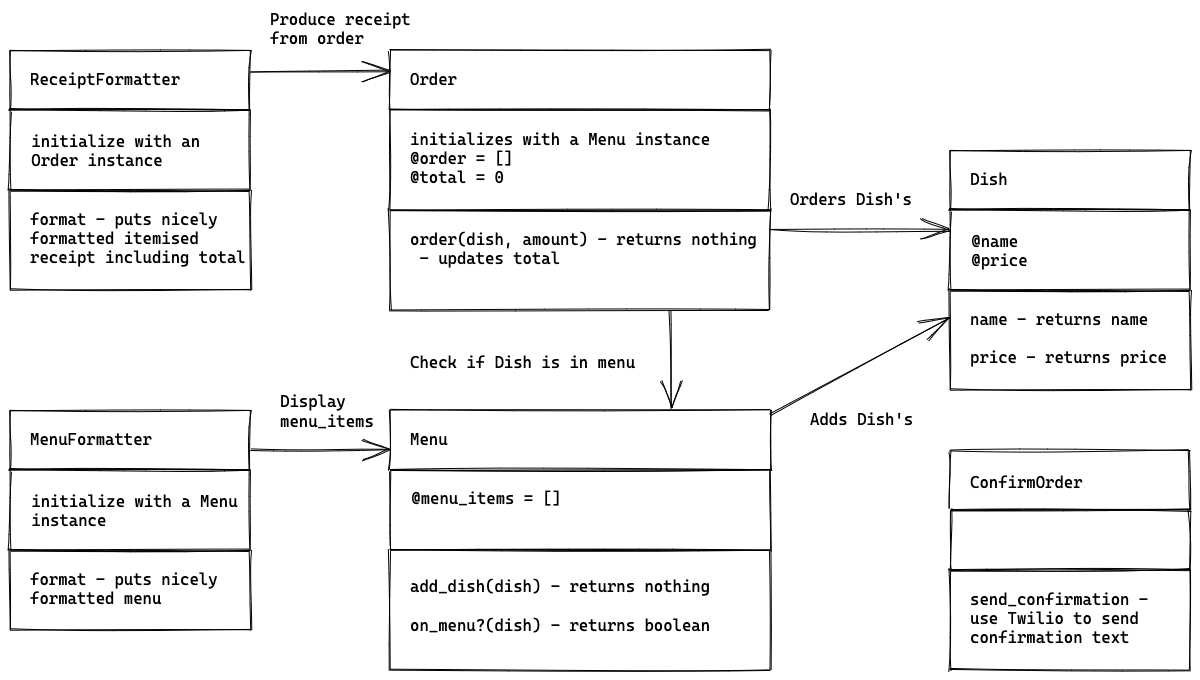 Produce receipt
from order
ReceiptFormatter
initialize with an
Order instance
format - puts nicely
formatted itemised
receipt including total
Order
initializes with a Menu instance
@order = []
@total = 0
order(dish, amount) - returns nothing
- updates total
Orders Dish's
Dish
@name
@price
name - returns name
price - returns price
Check if Dish is in menu
Display
menu_items
Adds Dish's
MenuFormatter
initialize with a Menu
instance
format - puts nicely
formatted menu
Menu
@menu_items = []
add_dish(dish) - returns nothing
on_menu?(dish) - returns boolean
ConfirmOrder
send_confirmation -
use Twilio to send
confirmation text